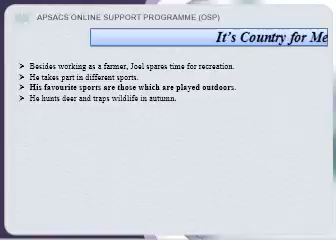 APSACS ONLINE SUPPORT PROGRAMME (OSP)
It's Country for Me
➢ Besides working as a farmer, Joel spares time for recreation.
➢ He takes part in different sports.
➢ His favourite sports are those which are played outdoors.
➢ He hunts deer and traps wildlife in autumn.